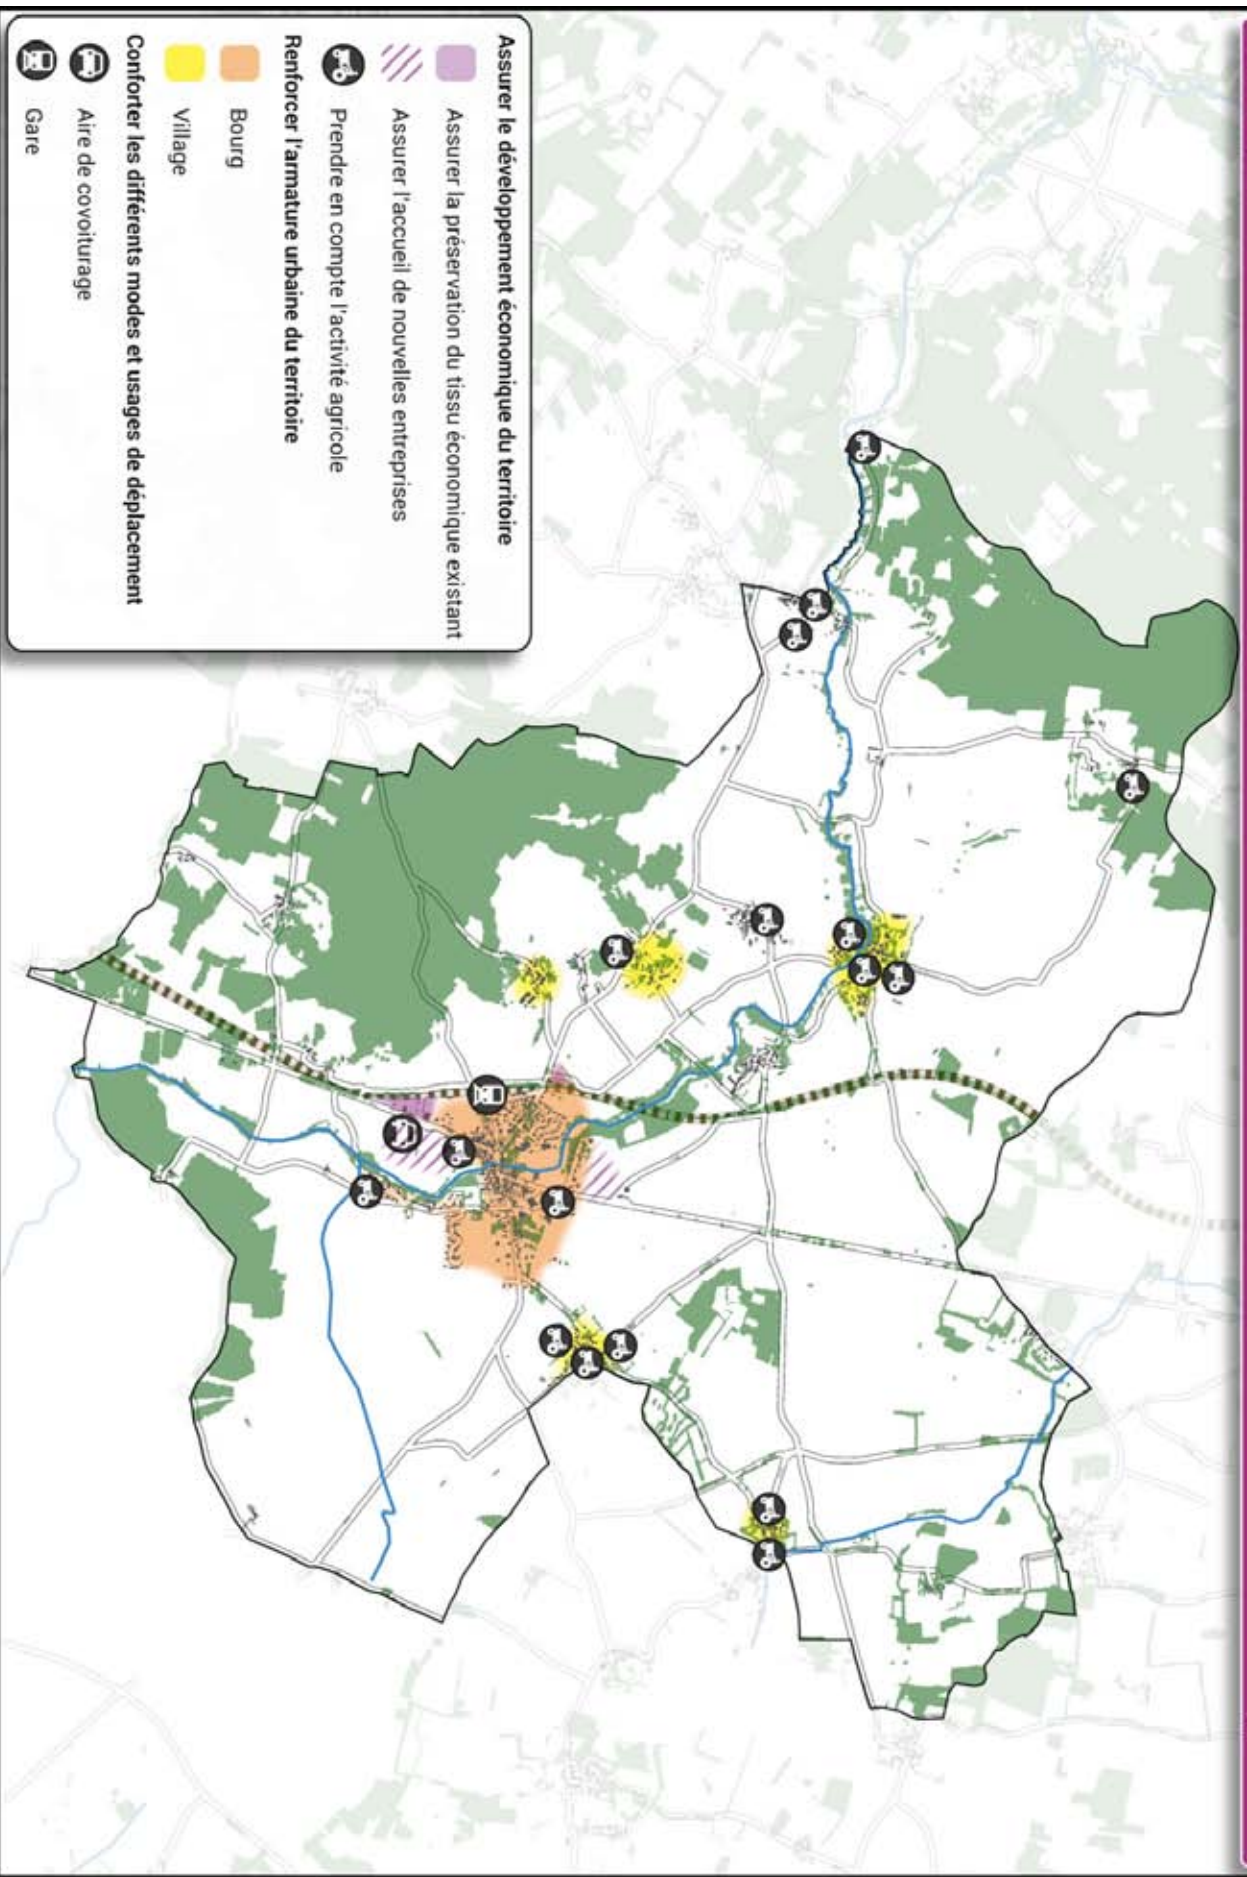 Assurer le développement économique du territoire
Assurer la préservation du tissu économique existant
Assurer l'accueil de nouvelles entreprises
Prendre en compte l'activité agricole
Renforcer l'armature urbaine du territoire
Bourg
Village
Conforter les différents modes et usages de déplacement
Aire de covoiturage
Gare